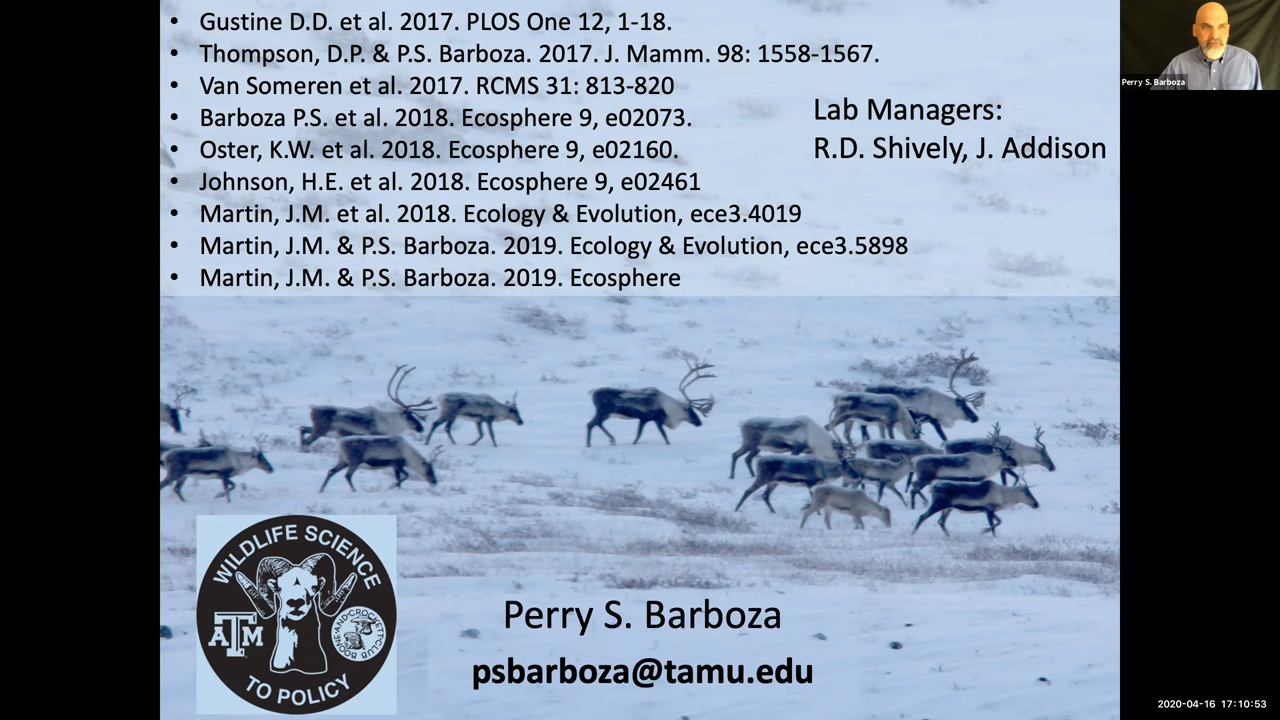 • Gustine D.D. et al. 2017. PLOS One 12, 1-18.
• Thompson, D.P. & P.S. Barboza. 2017. J. Mamm. 98: 1558-1567.
• Van Someren et al. 2017. RCMS 31: 813-820
• Barboza P.S. et al. 2018. Ecosphere 9, e02073.
• Oster, K.W. et al. 2018. Ecosphere 9, e02160.
• Johnson, H.E. et al. 2018. Ecosphere 9, e02461
• Martin, J.M. et al. 2018. Ecology & Evolution, ece3.4019
• Martin, J.M. & P.S. Barboza. 2019. Ecology & Evolution, ece3.5898
• Martin, J.M. & P.S. Barboza. 2019. Ecosphere
Lab Managers:
R.D. Shively, J. Addison
Perry S. Barboza
WILDLIFE SCIENCE
ATM
BOONE AND CROCKETT CLUB
TO POLICY
Perry S. Barboza
psbarboza@tamu.edu
2020-04-16 17:10:53